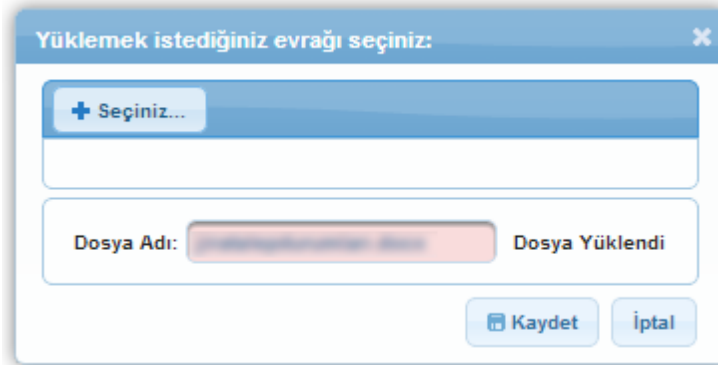 Yüklemek istediğiniz evrağı seçiniz:
Seçiniz...
Dosya Adı: Dosya Yüklendi
Kaydet İptal